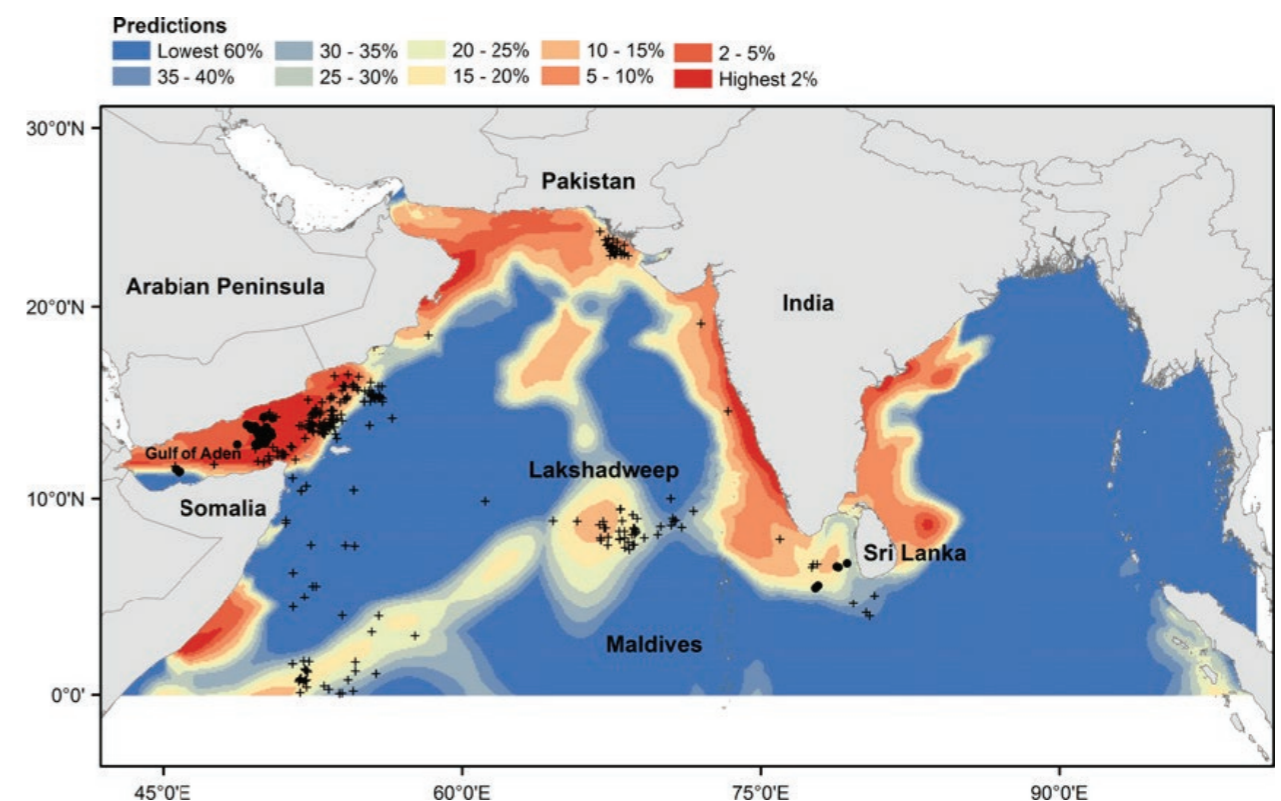 Predictions
Lowest 60% 30 - 35% 20 - 25% 10 - 15% 2 - 5%
35 - 40% 25 - 30% 15 - 20% 5 - 10% Highest 2%
30°0'N
Pakistan
Arabian Peninsula
India
20°0'N
Gulf of Aden
Lakshadweep
10°0'N
Somalia
Sri Lanka
Maldives
0°0'
45°0'E 60°0'E 75°0'E 90°0'E